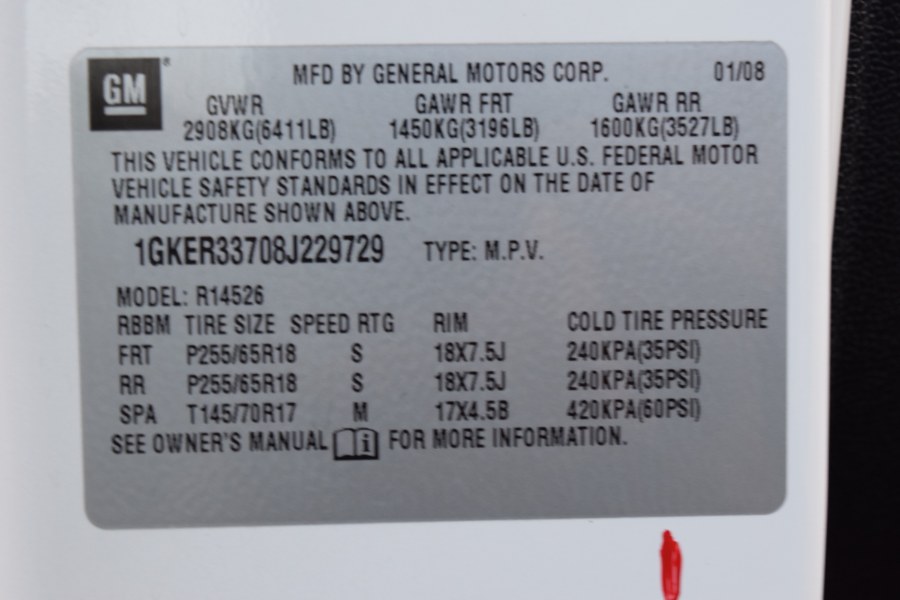 GM® MFD BY GENERAL MOTORS CORP. 01/08
GVWR GAWR FRT GAWR RR
2908KG(6411LB) 1450KG(3196LB) 1600KG(3527LB)
THIS VEHICLE CONFORMS TO ALL APPLICABLE U.S. FEDERAL MOTOR
VEHICLE SAFETY STANDARDS IN EFFECT ON THE DATE OF
MANUFACTURE SHOWN ABOVE.
1GKER33708J229729 TYPE: M.P.V.
MODEL: R14526
RBBM TIRE SIZE SPEED RTG RIM COLD TIRE PRESSURE
FRT P255/65R18 S 18X7.5J 240KPA(35PSI)
RR P255/65R18 S 18X7.5J 240KPA(35PSI)
SPA T145/70R17 M 17X4.5B 420KPA(60PSI)
SEE OWNER'S MANUAL i FOR MORE INFORMATION.